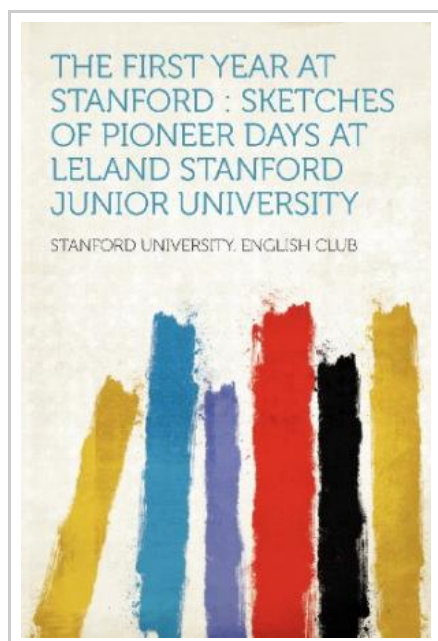 THE FIRST YEAR AT
STANFORD : SKETCHES
OF PIONEER DAYS AT
LELAND STANFORD
JUNIOR UNIVERSITY
STANFORD UNIVERSITY. ENGLISH CLUB